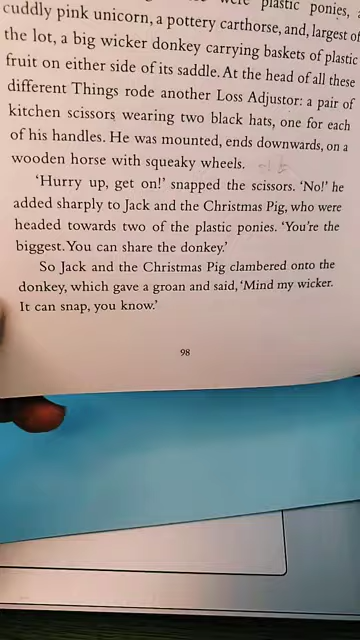 were plastic ponies, a
cuddly pink unicorn, a pottery carthorse, and, largest of
the lot, a big wicker donkey carrying baskets of plastic
fruit on either side of its saddle. At the head of all these
different Things rode another Loss Adjustor: a pair of
kitchen scissors wearing two black hats, one for each
of his handles. He was mounted, ends downwards, on a
wooden horse with squeaky wheels.
‘Hurry up, get on!’ snapped the scissors. ‘No!’ he
added sharply to Jack and the Christmas Pig, who were
headed towards two of the plastic ponies. ‘You’re the
biggest. You can share the donkey.’
So Jack and the Christmas Pig clambered onto the
donkey, which gave a groan and said, ‘Mind my wicker.
It can snap, you know.’
98